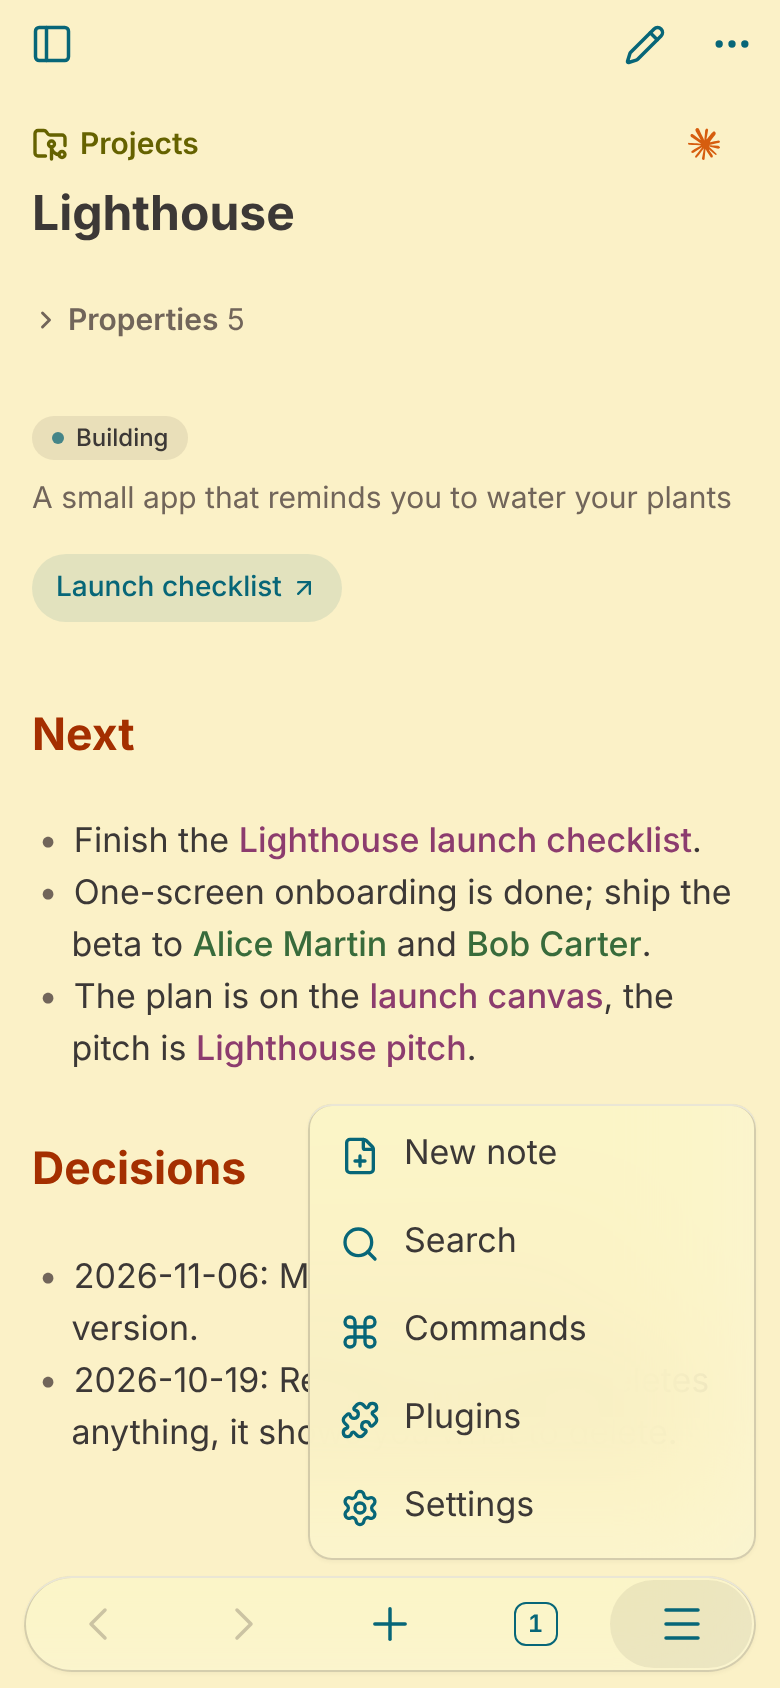 Projects
Lighthouse
Properties 5
Building
A small app that reminds you to water your plants
Launch checklist
Next
Finish the Lighthouse launch checklist.
One-screen onboarding is done; ship the
beta to Alice Martin and Bob Carter.
The plan is on the launch canvas, the
pitch is Lighthouse pitch.
Decisions
2026-11-06:
version.
2026-10-19:
anything, it
New note
Search
Commands
Plugins
Settings
1